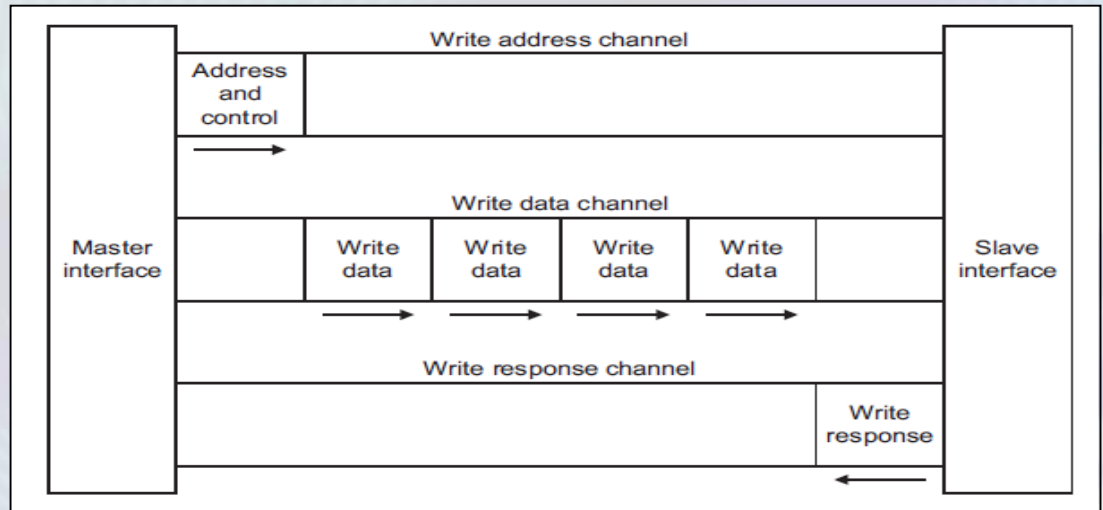 Write address channel
Address
and
control
Write data channel
Master
interface
Write
data
Write
data
Write
data
Write
data
Slave
interface
Write response channel
Write
response